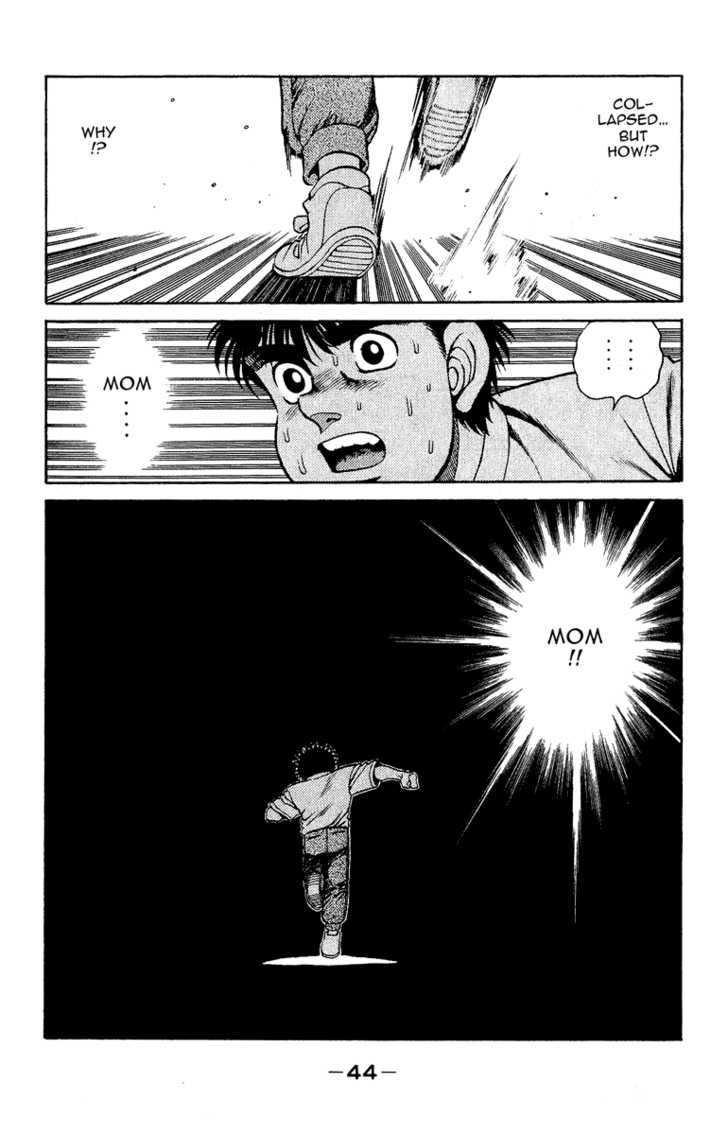 COL-
LAPSED...
BUT
HOW!?
WHY
!?
....
....
MOM
....
MOM
!!
—44—